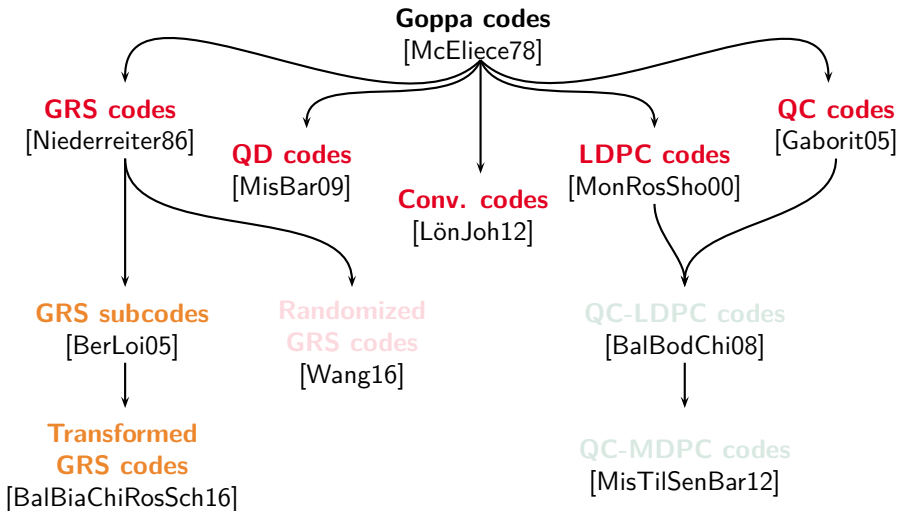 Goppa codes
[McEliece78]
GRS codes
[Niederreiter86]
QD codes
[MisBar09]
Conv. codes
[LönJoh12]
LDPC codes
[MonRosSho00]
QC codes
[Gaborit05]
GRS subcodes
[BerLoi05]
Randomized
GRS codes
[Wang16]
QC-LDPC codes
[BalBodChi08]
Transformed
GRS codes
[BalBiaChiRosSch16]
QC-MDPC codes
[MisTilSenBar12]